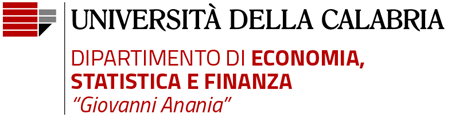 UNIVERSITÀ DELLA CALABRIA
DIPARTIMENTO DI ECONOMIA,
STATISTICA E FINANZA
“Giovanni Anania”